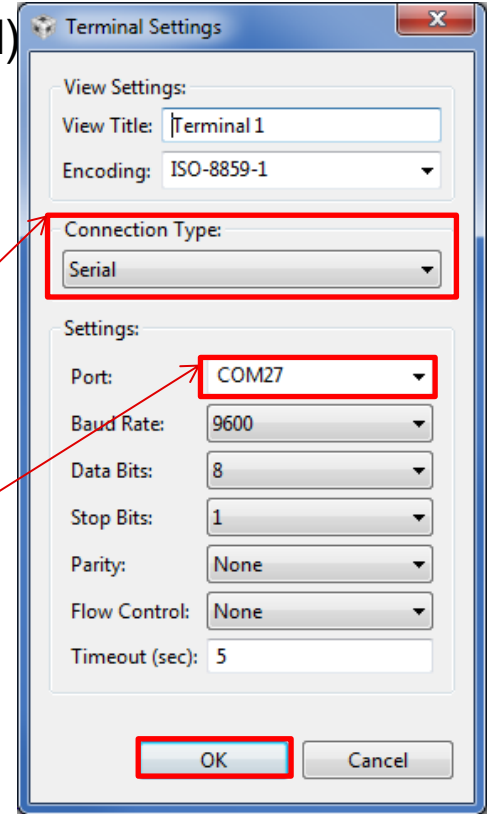 Terminal Settings
View Settings:
View Title: Terminal 1
Encoding: ISO-8859-1
Connection Type:
Serial
Settings:
Port: COM27
Baud Rate: 9600
Data Bits: 8
Stop Bits: 1
Parity: None
Flow Control: None
Timeout (sec): 5
OK Cancel